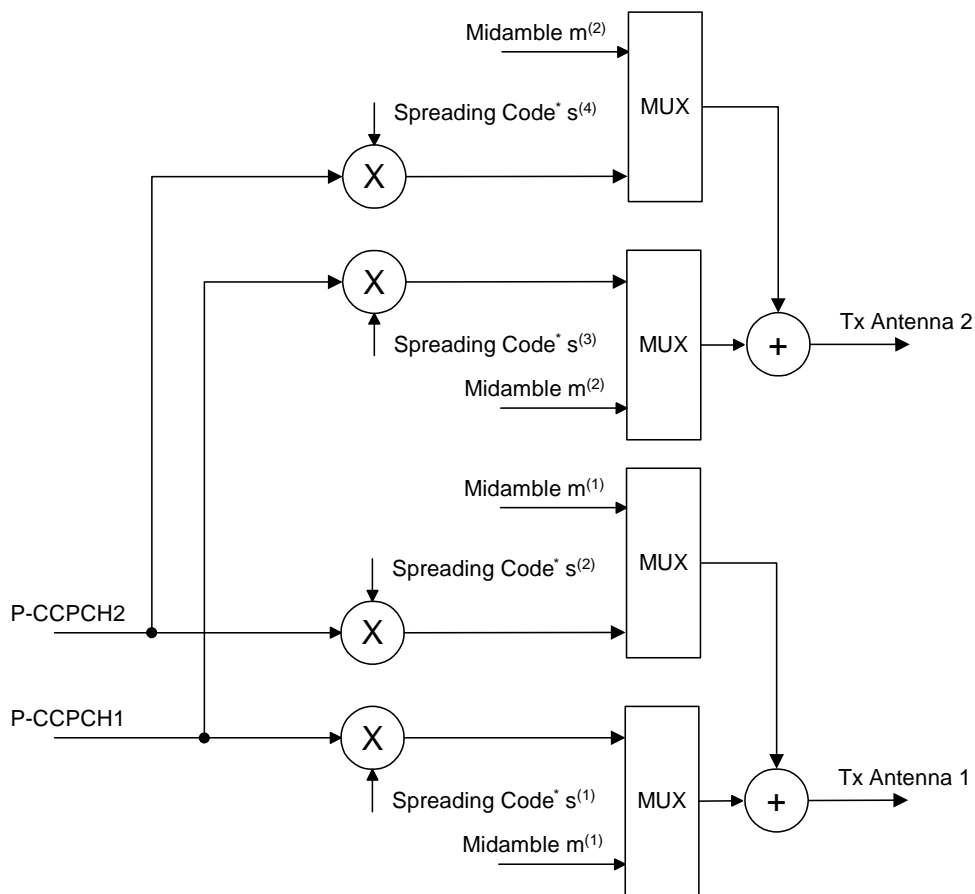 Midamble m(2)
MUX
Spreading Code* s(4)
X
X
Tx Antenna 2
MUX
+
Spreading Code* s(3)
Midamble m(2)
Midamble m(1)
MUX
Spreading Code* s(2)
P-CCPCH2
X
P-CCPCH1
X
Tx Antenna 1
MUX
+
Spreading Code* s(1)
Midamble m(1)